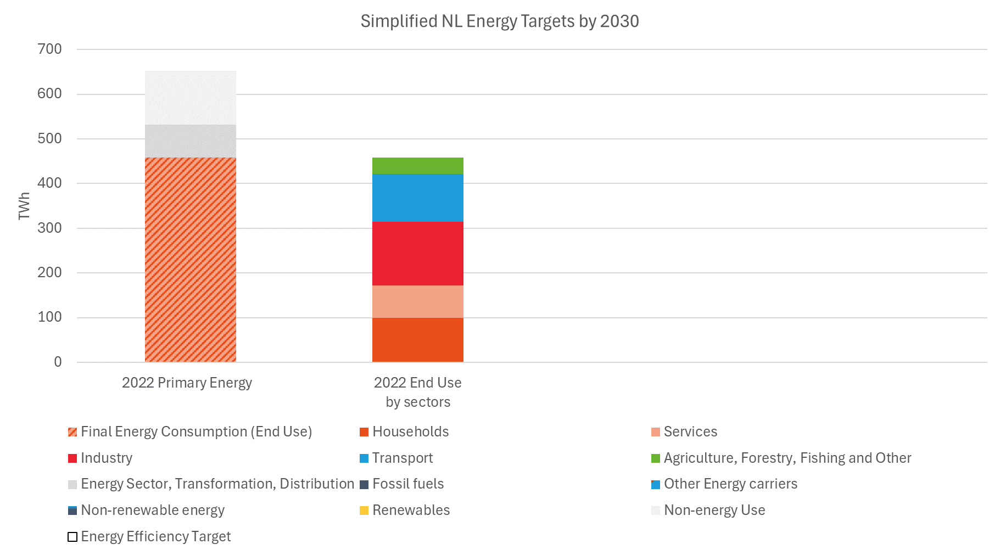 Simplified NL Energy Targets by 2030
700
600
500
400
300
200
100
0
TWh
2022 Primary Energy
2022 End Use
by sectors
Final Energy Consumption (End Use)
Households
Services
Industry
Transport
Agriculture, Forestry, Fishing and Other
Energy Sector, Transformation, Distribution
Fossil fuels
Other Energy carriers
Non-renewable energy
Renewables
Non-energy Use
Energy Efficiency Target